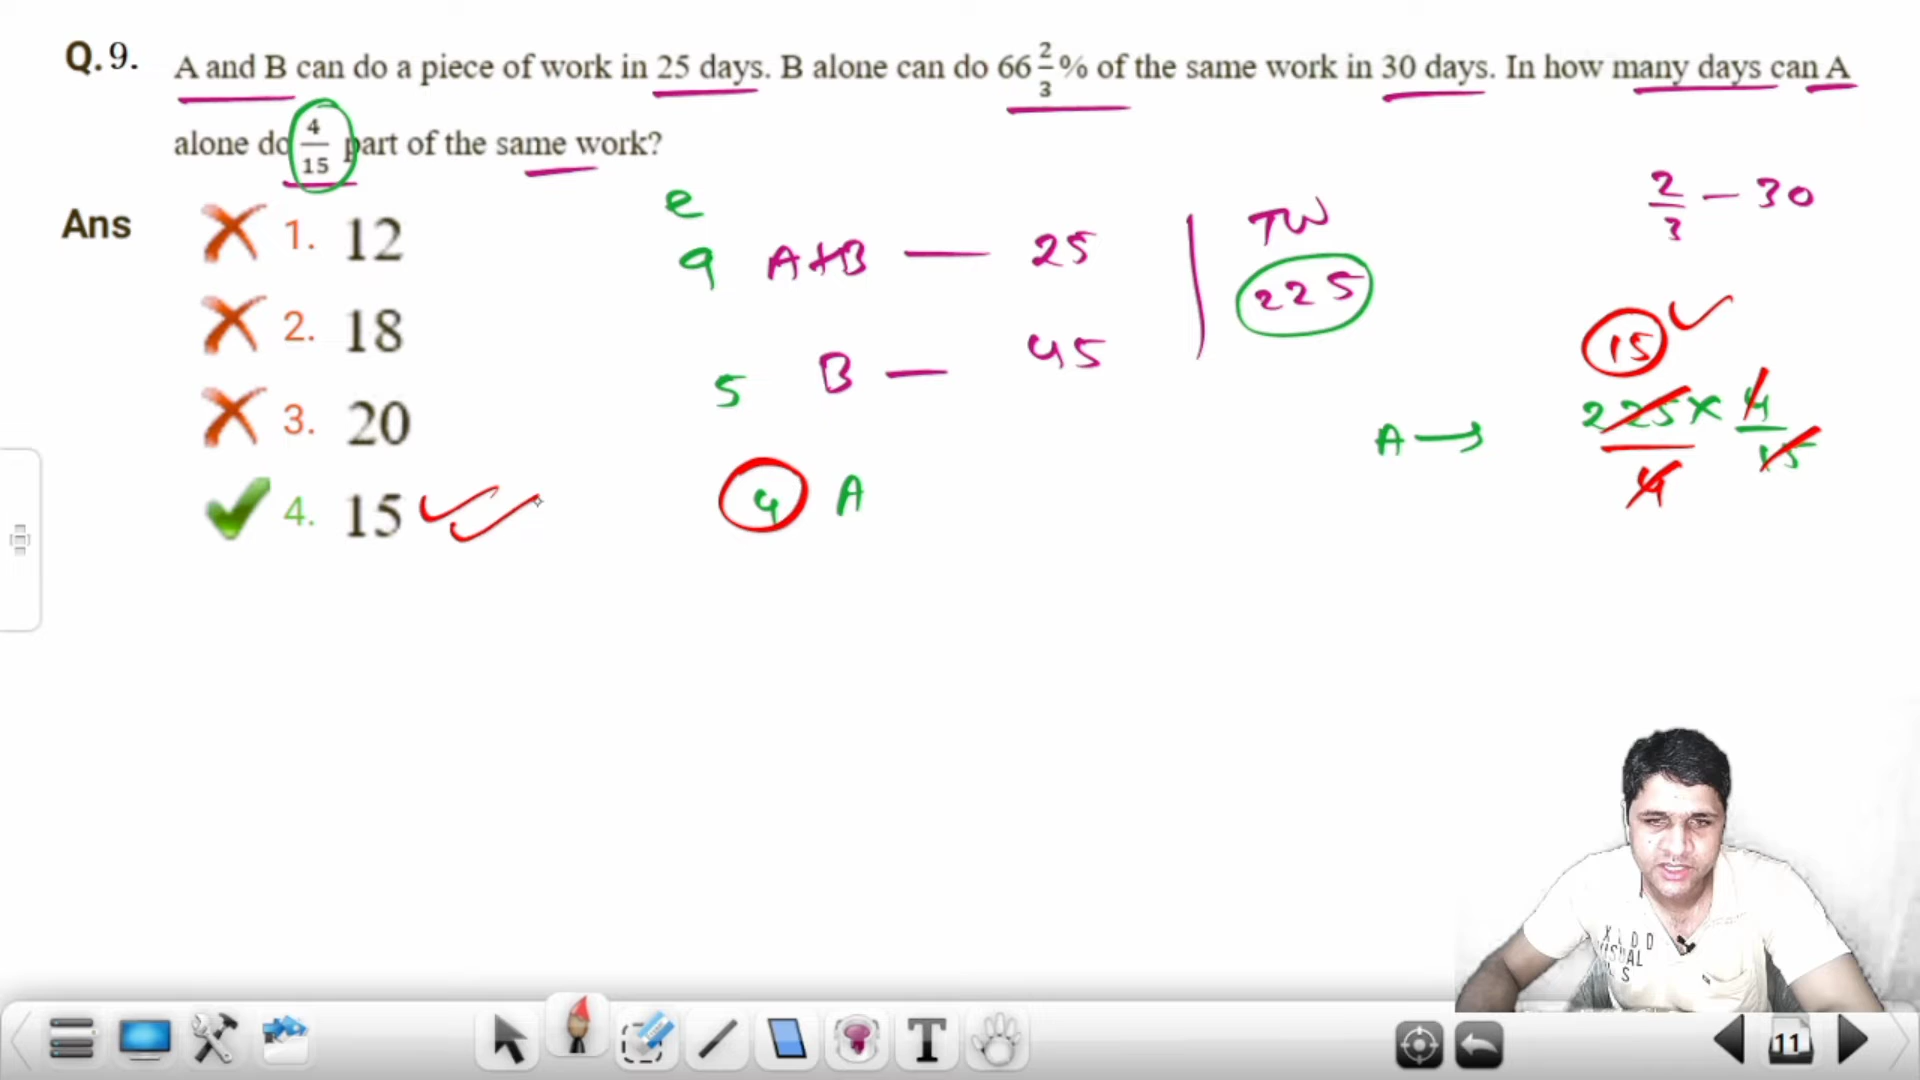 Q.9. A and B can do a piece of work in 25 days. B alone can do 66 2/3% of the same work in 30 days. In how many days can A
alone do 4/15 part of the same work?
Ans
1. 12
2. 18
3. 20
4. 15
e
9 A+B — 25
5 B — 45
4 A
TW
225
2/3 — 30
15
A → 225/4 × 4/15
X I D D
VISUAL
S
T
11